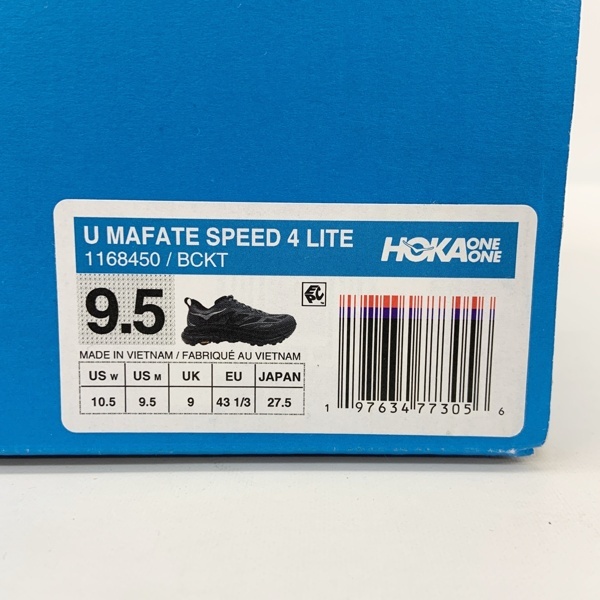 U MAFATE SPEED 4 LITE
1168450 / BCKT
HOKA ONE ONE
9.5
MADE IN VIETNAM / FABRIQUÉ AU VIETNAM
US W US M UK EU JAPAN
10.5 9.5 9 43 1/3 27.5
1 97634 77305 6